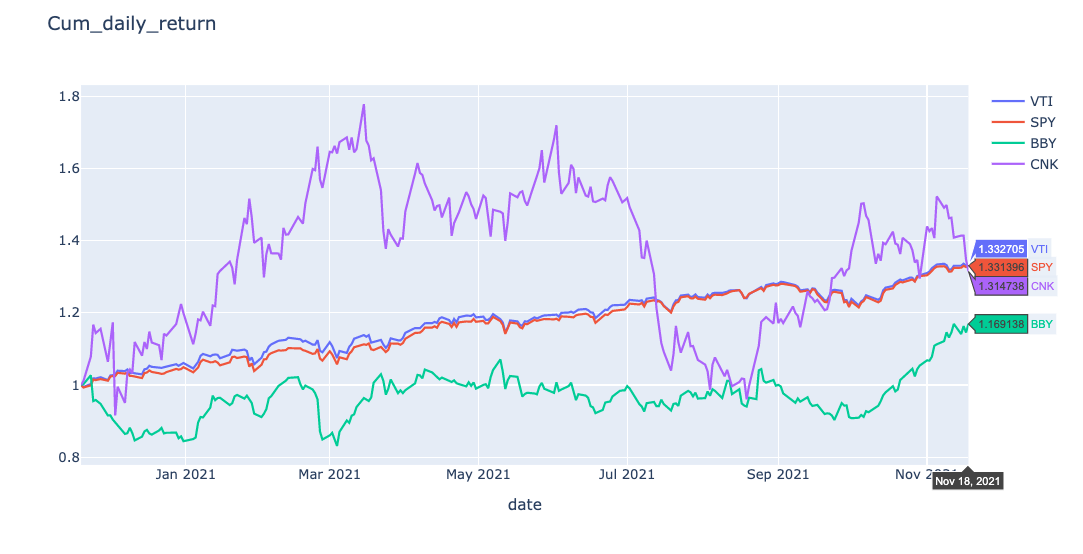 Cum_daily_return
1.8
1.6
1.4
1.2
1
0.8
VTI
SPY
BBY
CNK
1.332705 VTI
1.331396 SPY
1.314738 CNK
1.169138 BBY
Jan 2021 Mar 2021 May 2021 Jul 2021 Sep 2021 Nov 2021
Nov 18, 2021
date